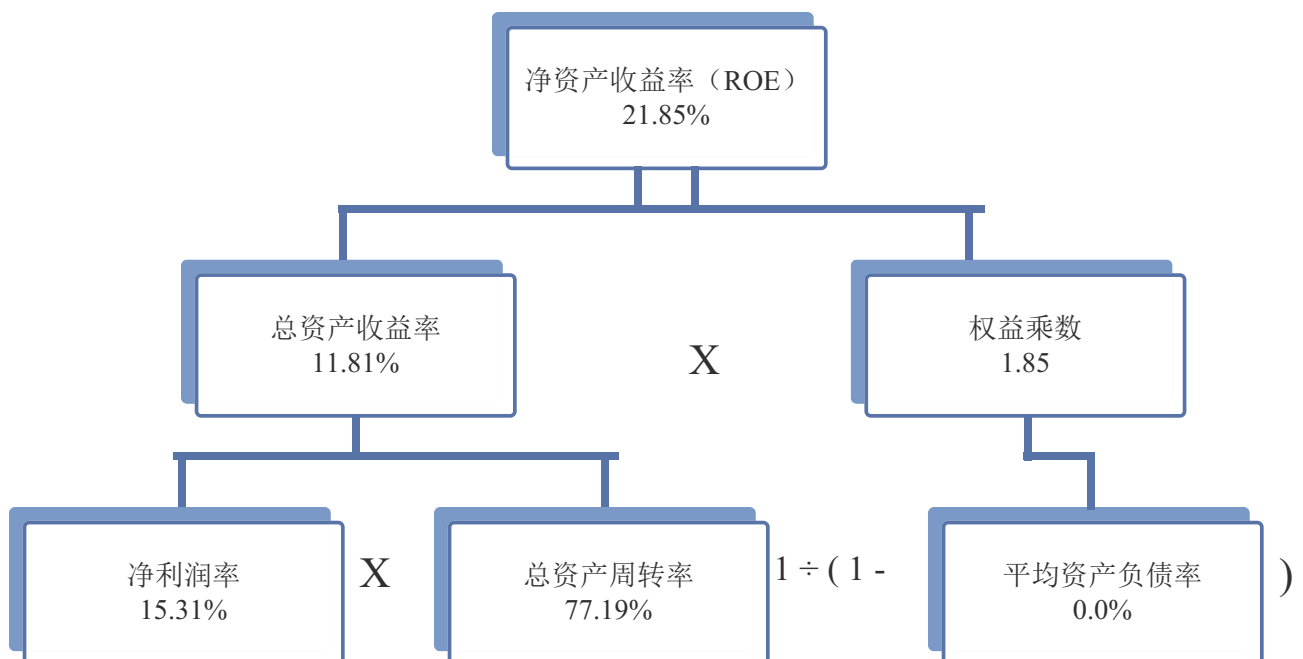 净资产收益率（ROE）
21.85%
总资产收益率
11.81%
X
权益乘数
1.85
净利润率
15.31%
X
总资产周转率
77.19%
1 ÷ ( 1 -
平均资产负债率
0.0%
)